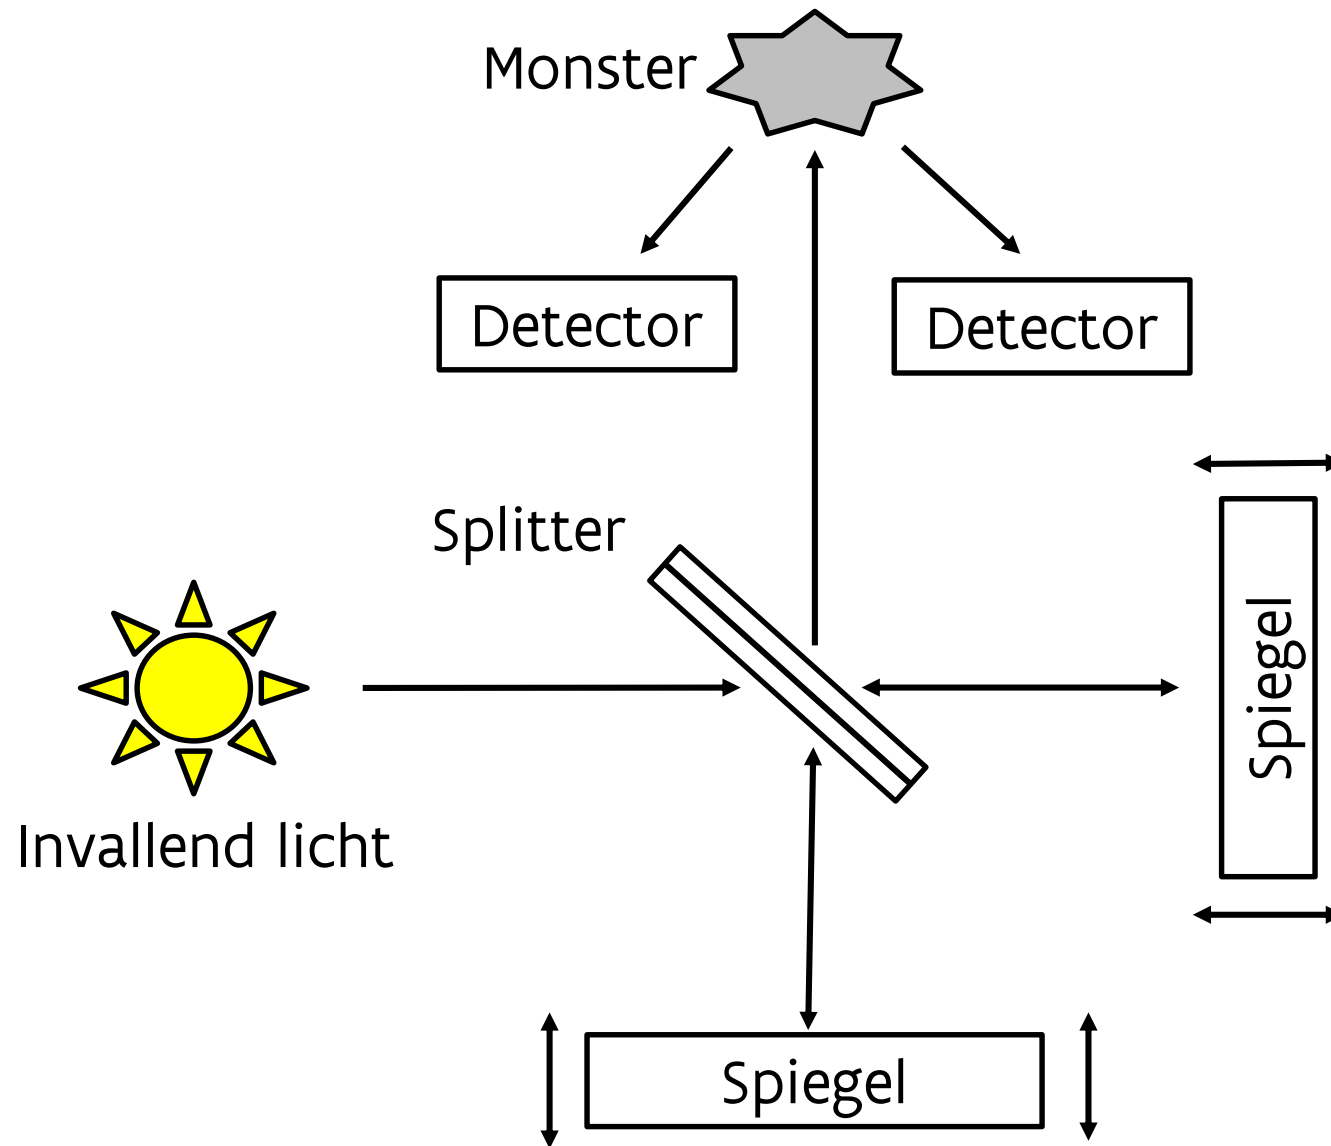 Monster
Detector
Detector
Splitter
Spiegel
Invallend licht
Spiegel